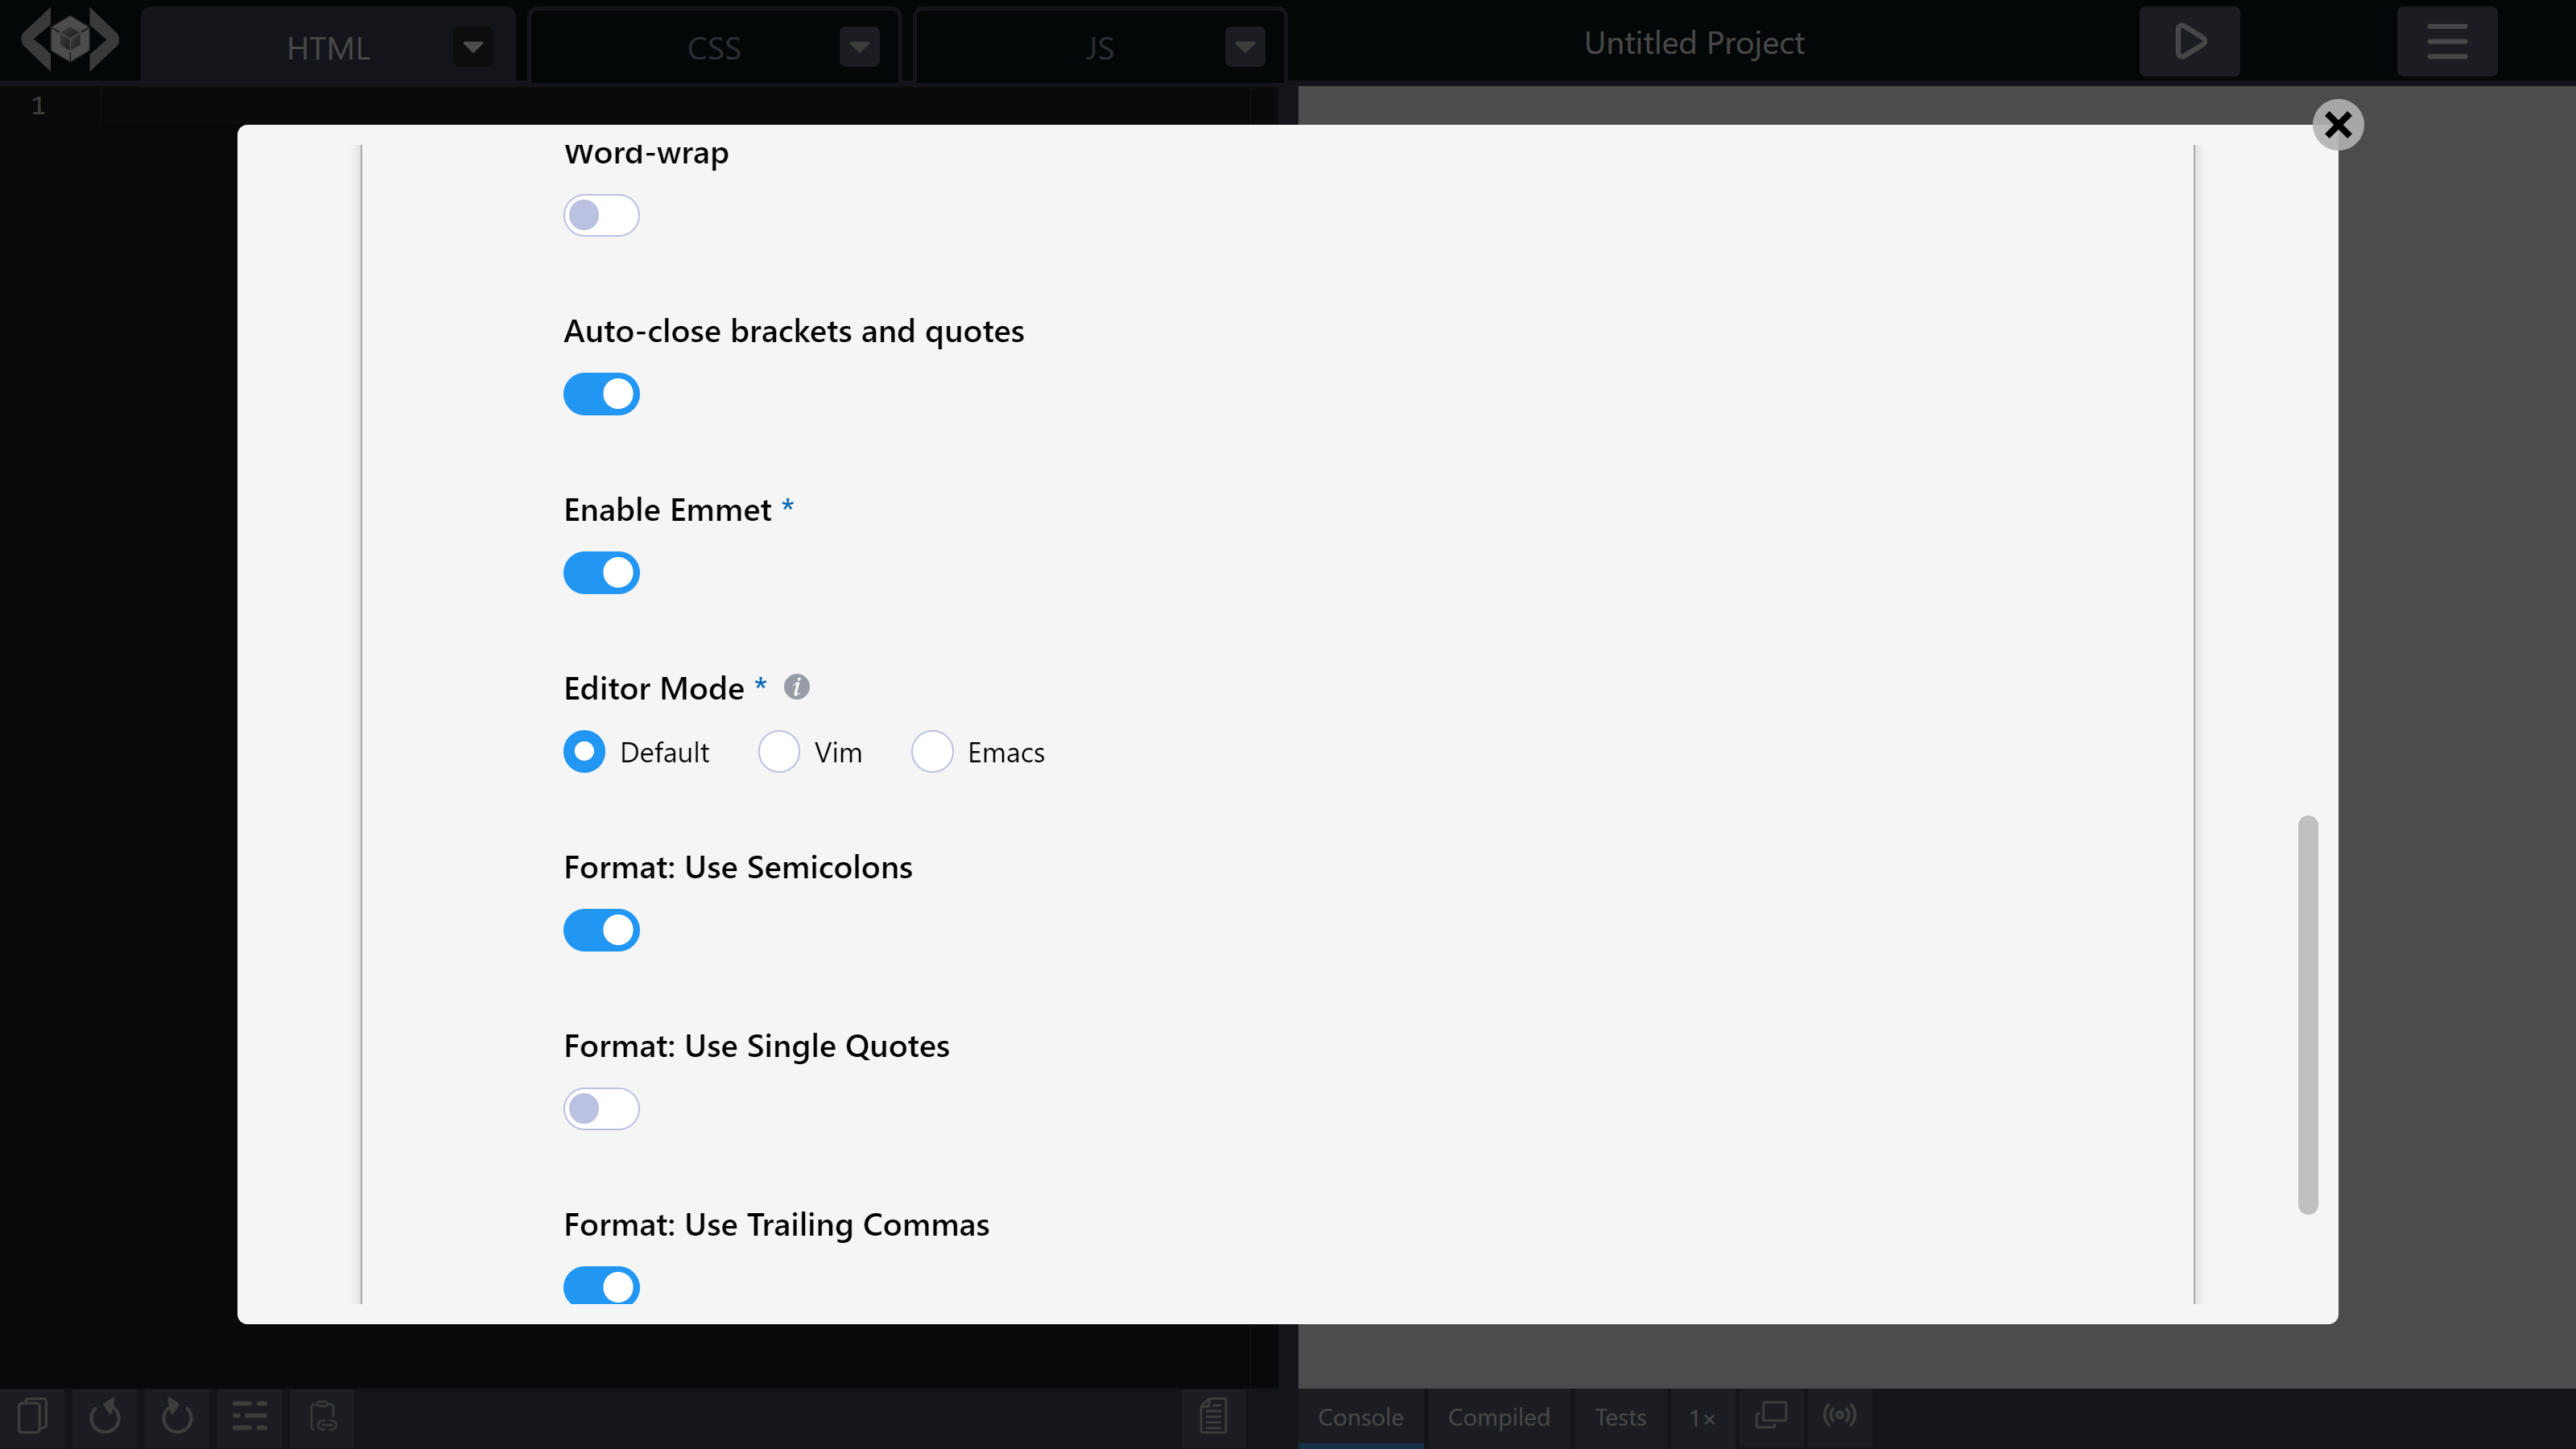 HTML
CSS
JS
Untitled Project
1
Word-wrap
Auto-close brackets and quotes
Enable Emmet *
Editor Mode * i
Default Vim Emacs
Format: Use Semicolons
Format: Use Single Quotes
Format: Use Trailing Commas
Console Compiled Tests 1×